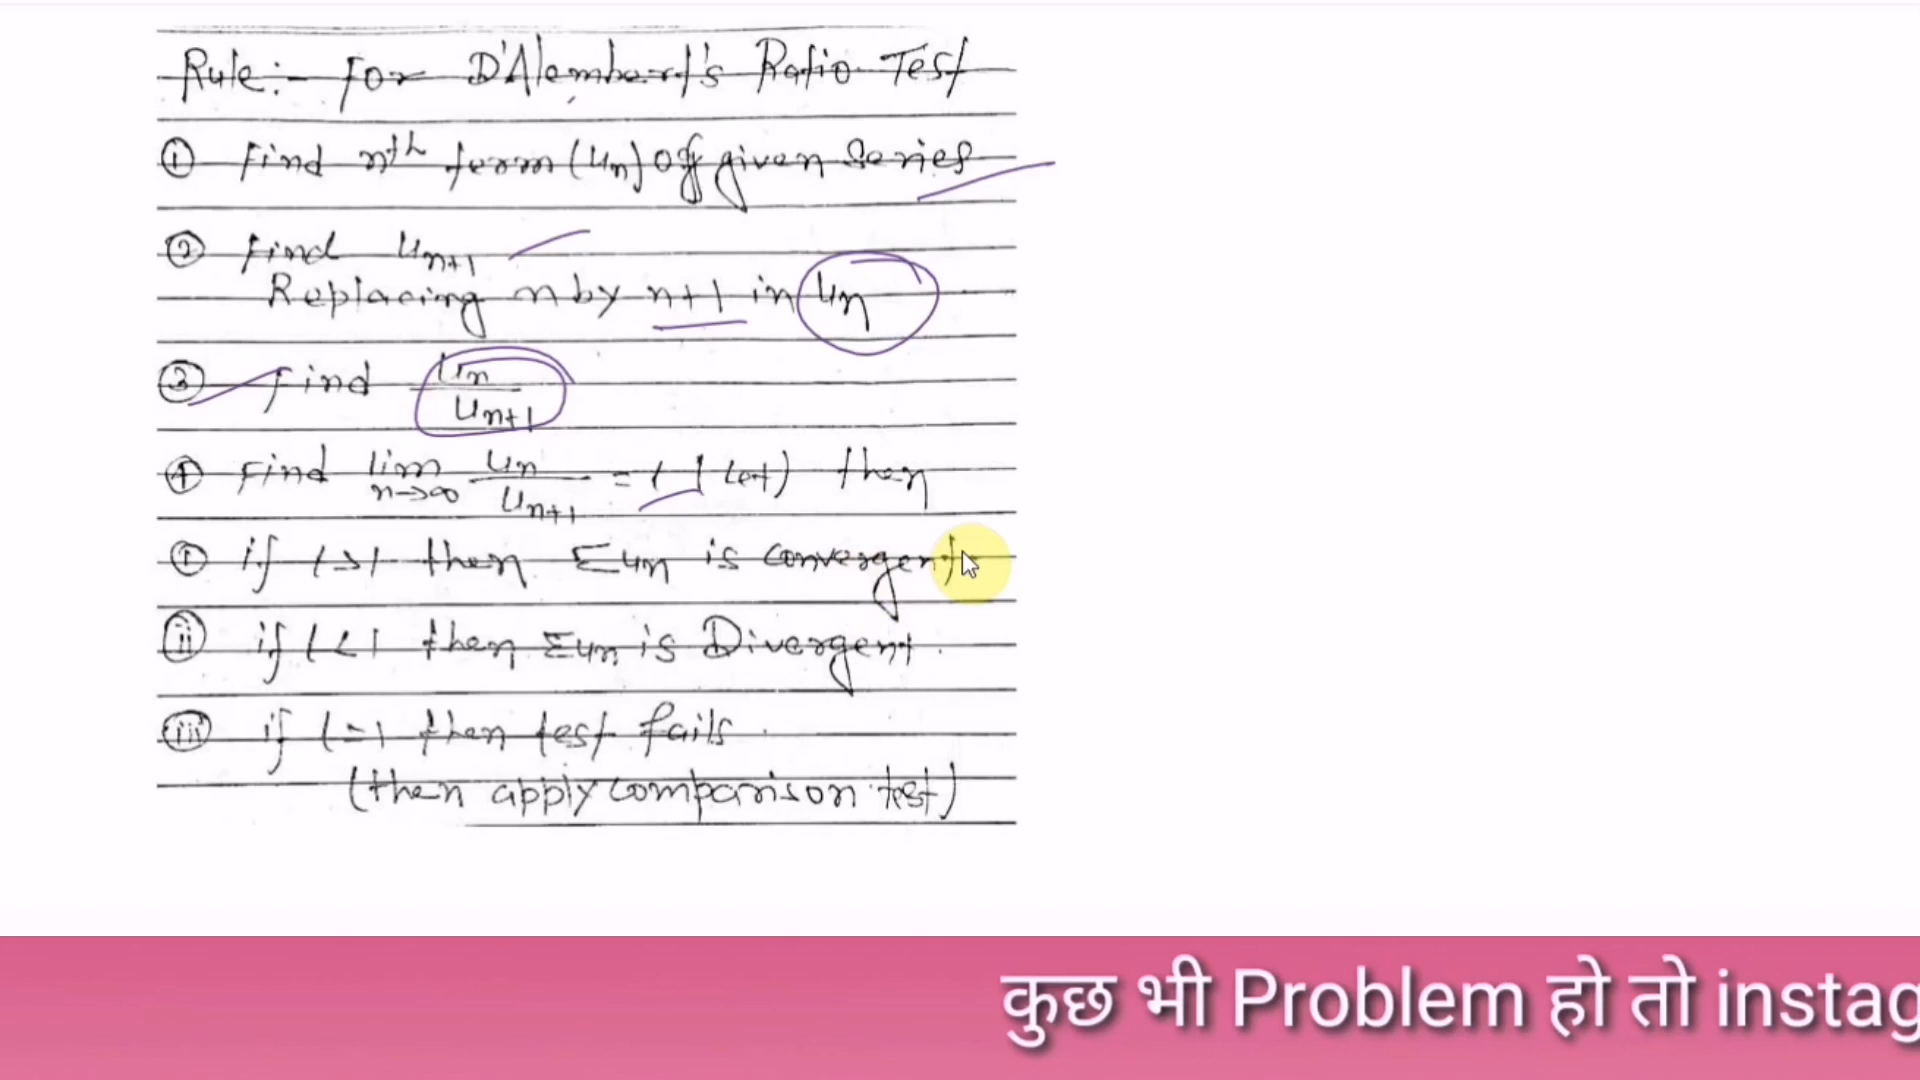 Rule:- For D'Alembert's Ratio Test
① Find nth term (un) of given series
② Find un+1
Replacing n by n+1 in un
③ Find un/un+1
④ Find lim n→∞ un/un+1 = l (let) then
① if l>1 then Σun is convergent
ⅱ if l<1 then Σun is Divergent.
ⅲ if l=1 then test fails.
(then apply comparison test)
कुछ भी Problem हो तो instag